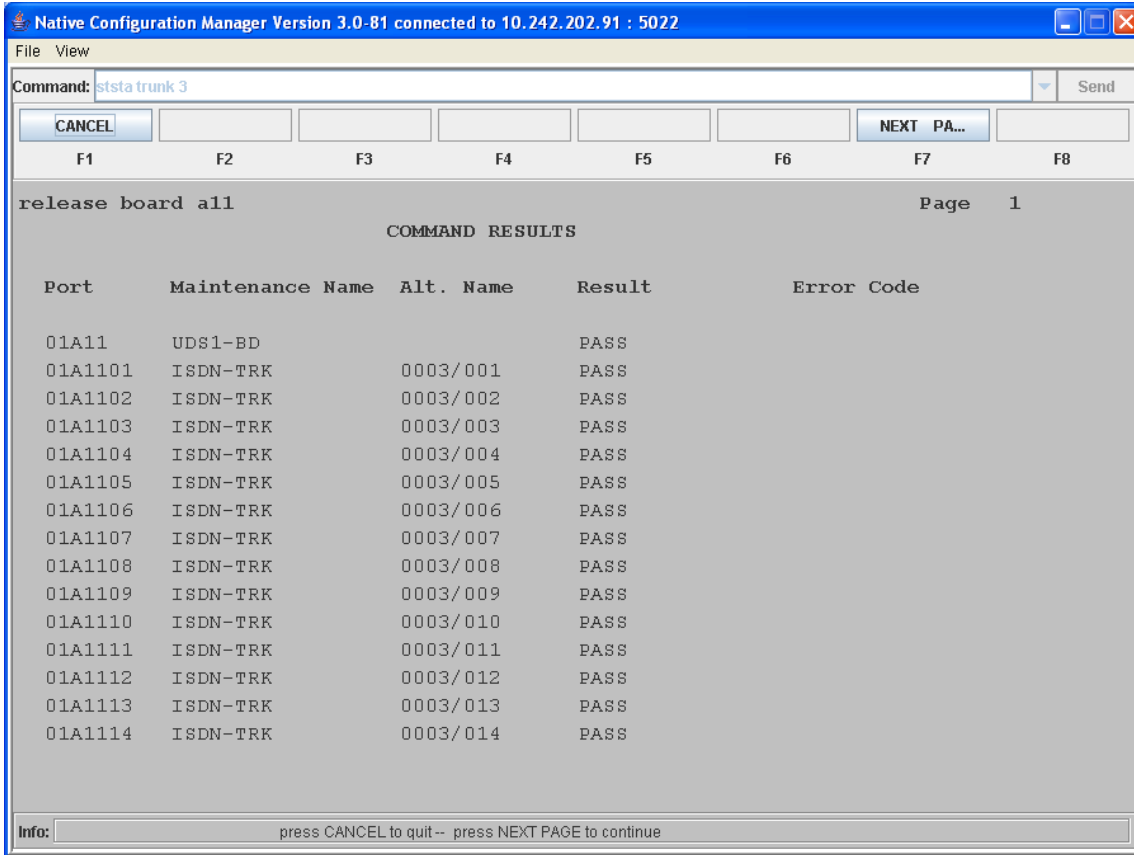 Native Configuration Manager Version 3.0-81 connected to 10.242.202.91 : 5022
File View
Command: ststa trunk 3 Send
CANCEL NEXT PA...
F1 F2 F3 F4 F5 F6 F7 F8
release board a11 Page 1
COMMAND RESULTS
Port Maintenance Name Alt. Name Result Error Code
01A11 UDS1-BD PASS
01A1101 ISDN-TRK 0003/001 PASS
01A1102 ISDN-TRK 0003/002 PASS
01A1103 ISDN-TRK 0003/003 PASS
01A1104 ISDN-TRK 0003/004 PASS
01A1105 ISDN-TRK 0003/005 PASS
01A1106 ISDN-TRK 0003/006 PASS
01A1107 ISDN-TRK 0003/007 PASS
01A1108 ISDN-TRK 0003/008 PASS
01A1109 ISDN-TRK 0003/009 PASS
01A1110 ISDN-TRK 0003/010 PASS
01A1111 ISDN-TRK 0003/011 PASS
01A1112 ISDN-TRK 0003/012 PASS
01A1113 ISDN-TRK 0003/013 PASS
01A1114 ISDN-TRK 0003/014 PASS
Info: press CANCEL to quit -- press NEXT PAGE to continue